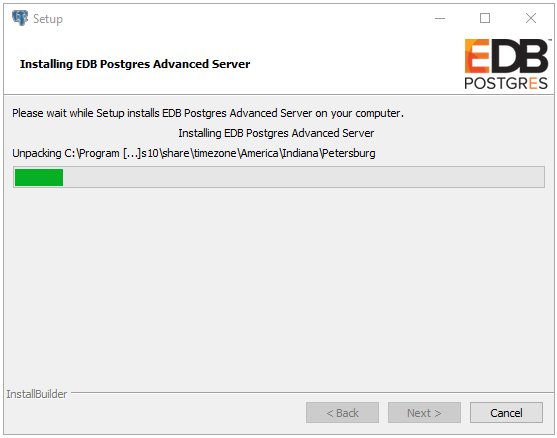 Setup
Installing EDB Postgres Advanced Server
EDB™
POSTGRES
Please wait while Setup installs EDB Postgres Advanced Server on your computer.
Installing EDB Postgres Advanced Server
Unpacking C:\Program [...]s10\share\timezone\America\Indiana\Petersburg
InstallBuilder
< Back Next > Cancel